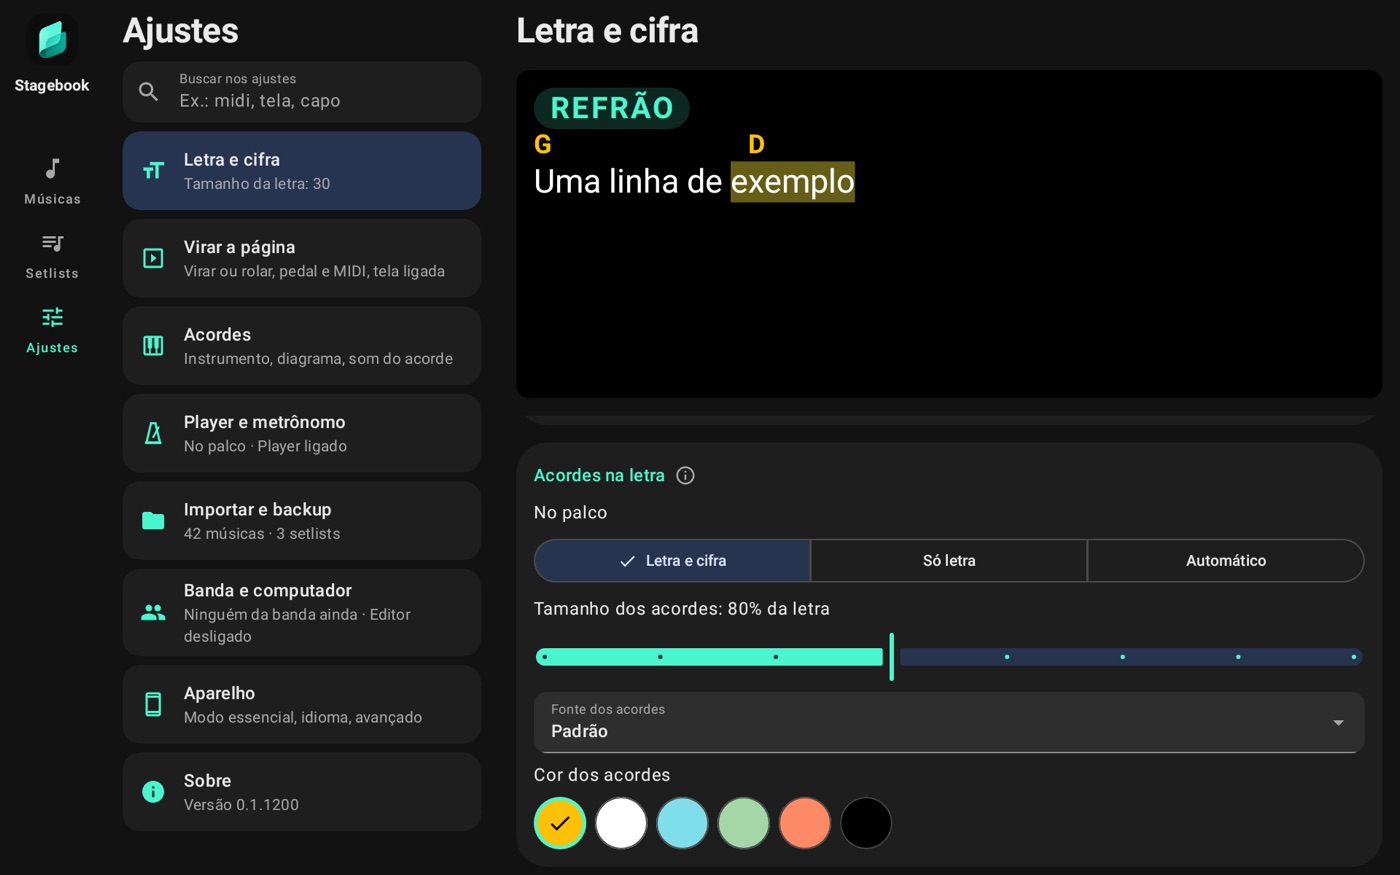 Stagebook
Músicas
Setlists
Ajustes
Ajustes
Buscar nos ajustes
Ex.: midi, tela, capo
Letra e cifra
Tamanho da letra: 30
Virar a página
Virar ou rolar, pedal e MIDI, tela ligada
Acordes
Instrumento, diagrama, som do acorde
Player e metrônomo
No palco · Player ligado
Importar e backup
42 músicas · 3 setlists
Banda e computador
Ninguém da banda ainda · Editor
desligado
Aparelho
Modo essencial, idioma, avançado
Sobre
Versão 0.1.1200
Letra e cifra
REFRÃO
G D
Uma linha de exemplo
Acordes na letra
No palco
Letra e cifra Só letra Automático
Tamanho dos acordes: 80% da letra
Fonte dos acordes
Padrão
Cor dos acordes